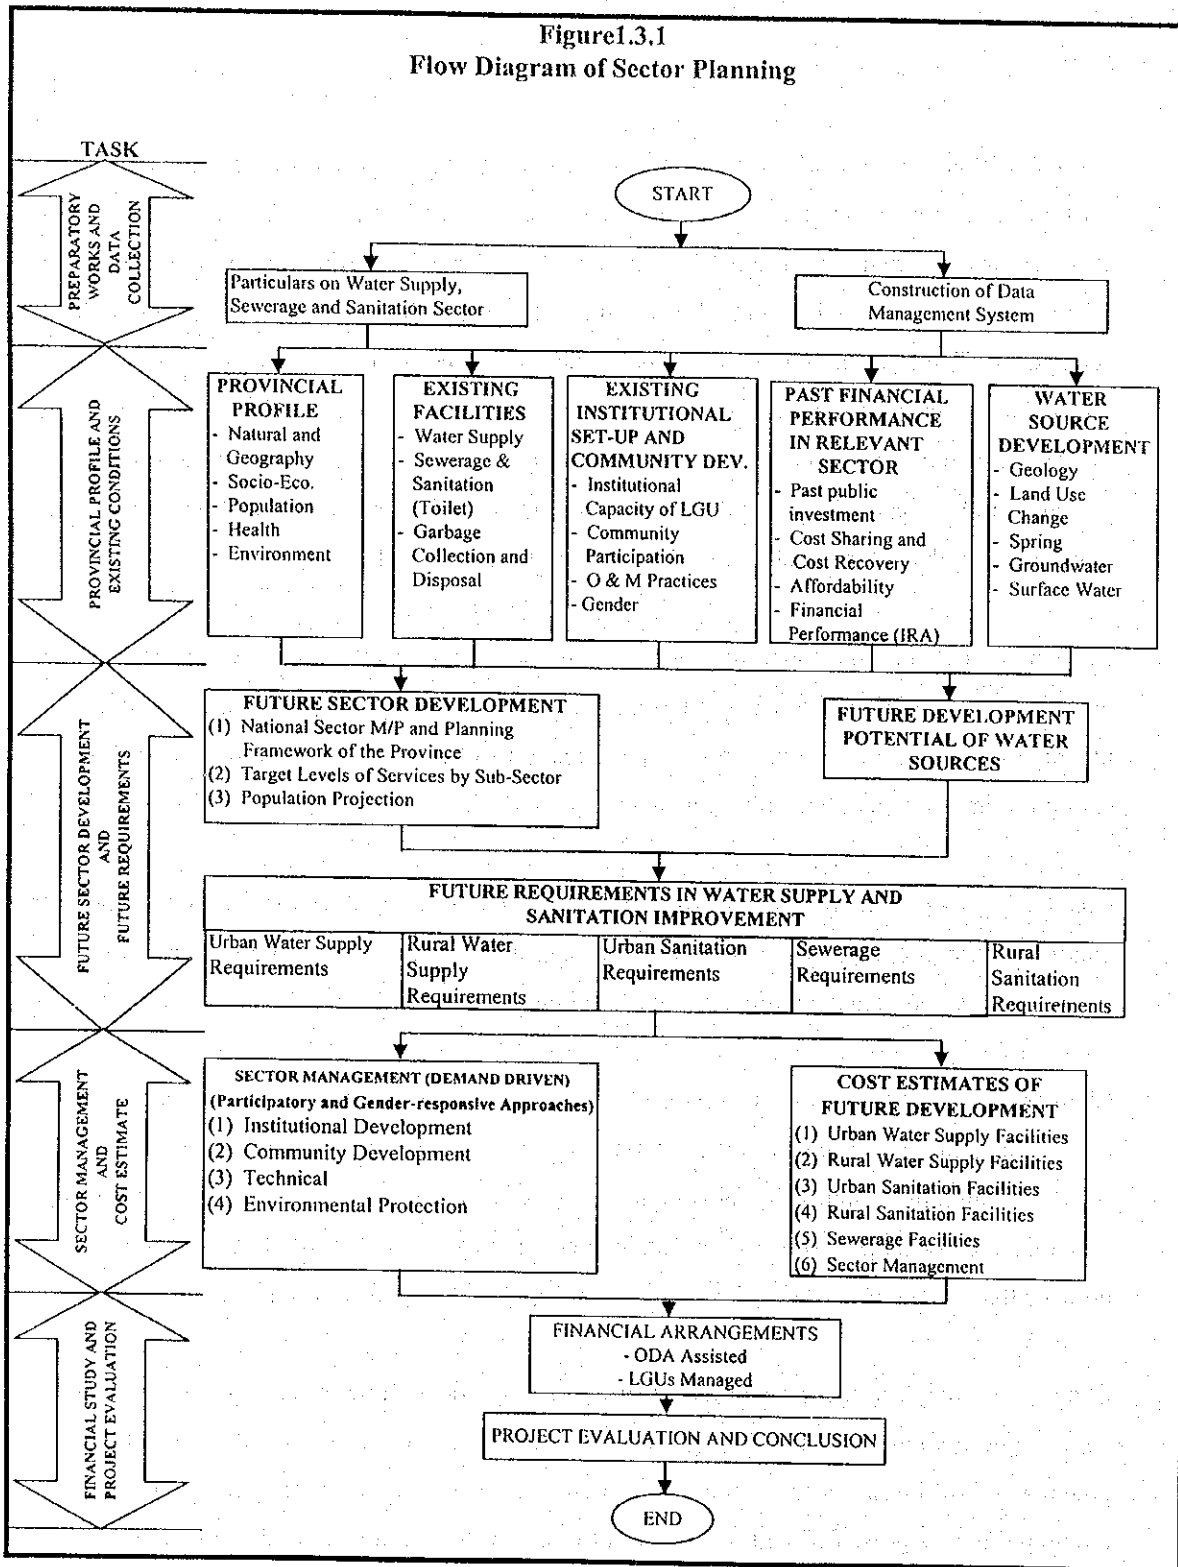 Figure1.3.1
Flow Diagram of Sector Planning
TASK
PREPARATORY
WORKS AND
DATA
COLLECTION
START
Particulars on Water Supply,
Sewerage and Sanitation Sector
Construction of Data
Management System
PROVINCIAL PROFILE AND
EXISTING CONDITIONS
PROVINCIAL
PROFILE
- Natural and
Geography
- Socio-Eco.
- Population
- Health
- Environment
EXISTING
FACILITIES
- Water Supply
- Sewerage &
Sanitation
(Toilet)
- Garbage
Collection and
Disposal
EXISTING
INSTITUTIONAL
SET-UP AND
COMMUNITY DEV.
- Institutional
Capacity of LGU
- Community
Participation
- O & M Practices
- Gender
PAST FINANCIAL
PERFORMANCE
IN RELEVANT
SECTOR
- Past public
investment
- Cost Sharing and
Cost Recovery
- Affordability
- Financial
Performance (IRA)
WATER
SOURCE
DEVELOPMENT
- Geology
- Land Use
Change
- Spring
- Groundwater
- Surface Water
FUTURE SECTOR DEVELOPMENT
AND
FUTURE REQUIREMENTS
FUTURE SECTOR DEVELOPMENT
(1) National Sector M/P and Planning
Framework of the Province
(2) Target Levels of Services by Sub-Sector
(3) Population Projection
FUTURE DEVELOPMENT
POTENTIAL OF WATER
SOURCES
FUTURE REQUIREMENTS IN WATER SUPPLY AND
SANITATION IMPROVEMENT
Urban Water Supply
Requirements
Rural Water
Supply
Requirements
Urban Sanitation
Requirements
Sewerage
Requirements
Rural
Sanitation
Requirements
SECTOR MANAGEMENT
AND
COST ESTIMATE
SECTOR MANAGEMENT (DEMAND DRIVEN)
(Participatory and Gender-responsive Approaches)
(1) Institutional Development
(2) Community Development
(3) Technical
(4) Environmental Protection
COST ESTIMATES OF
FUTURE DEVELOPMENT
(1) Urban Water Supply Facilities
(2) Rural Water Supply Facilities
(3) Urban Sanitation Facilities
(4) Rural Sanitation Facilities
(5) Sewerage Facilities
(6) Sector Management
FINANCIAL STUDY AND
PROJECT EVALUATION
FINANCIAL ARRANGEMENTS
- ODA Assisted
- LGUs Managed
PROJECT EVALUATION AND CONCLUSION
END